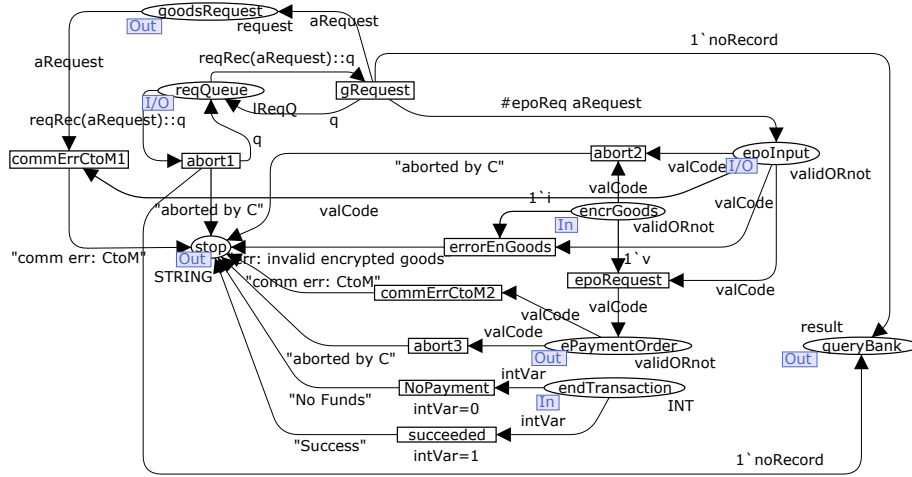 goodsRequest
aRequest
Out
request
1`noRecord
aRequest
reqRec(aRequest)::q
reqQueue
gRequest
I/O
lReqQ
q
#epoReq aRequest
reqRec(aRequest)::q
q
commErrCtoM1
abort1
abort2
epoInput
"aborted by C"
valCode
I/O
validORnot
valCode
1`i
valCode
"aborted by C"
valCode
encrGoods
validORnot
In
stop
errorEnGoods
"comm err: CtoM"
Out
err: invalid encrypted goods"
1`v
STRING
"comm err: CtoM"
epoRequest
valCode
commErrCtoM2
valCode
valCode
result
valCode
abort3
ePaymentOrder
queryBank
"aborted by C"
Out
validORnot
Out
intVar
NoPayment
endTransaction
"No Funds"
In
INT
intVar=0
intVar
succeeded
"Success"
intVar=1
1`noRecord